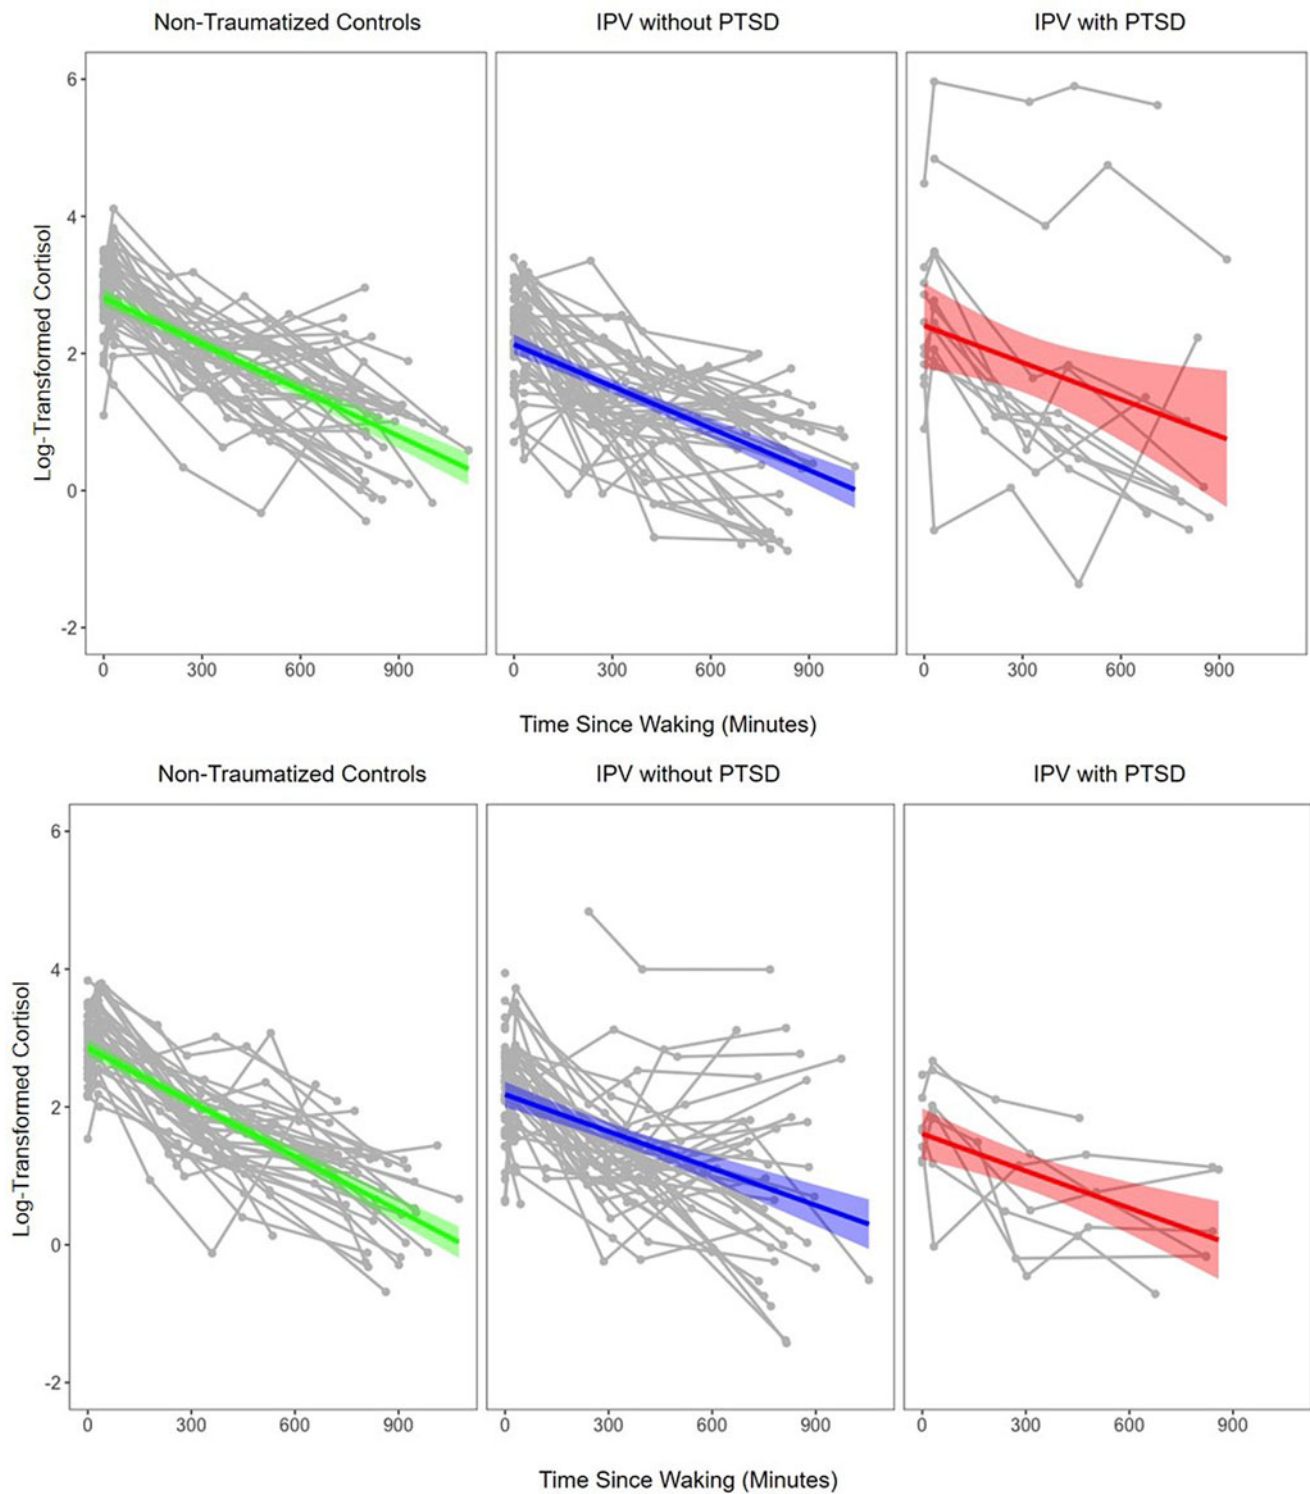 Non-Traumatized Controls IPV without PTSD IPV with PTSD
Log-Transformed Cortisol
6
4
2
0
-2
0 300 600 900 0 300 600 900 0 300 600 900
Time Since Waking (Minutes)
Non-Traumatized Controls IPV without PTSD IPV with PTSD
Log-Transformed Cortisol
6
4
2
0
-2
0 300 600 900 0 300 600 900 0 300 600 900
Time Since Waking (Minutes)